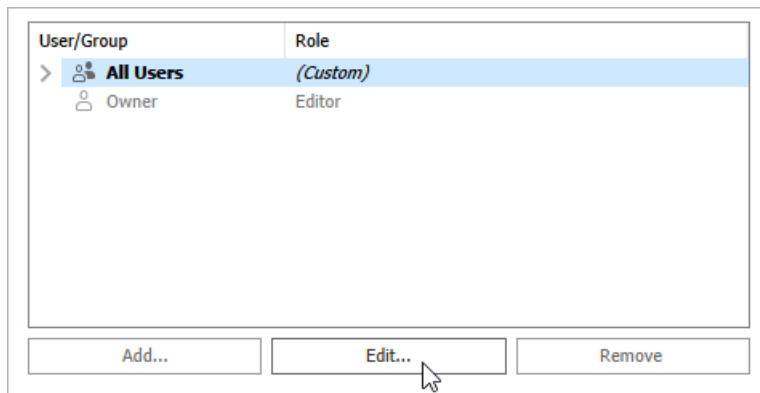 User/Group Role
All Users (Custom)
Owner Editor
Add... Edit... Remove